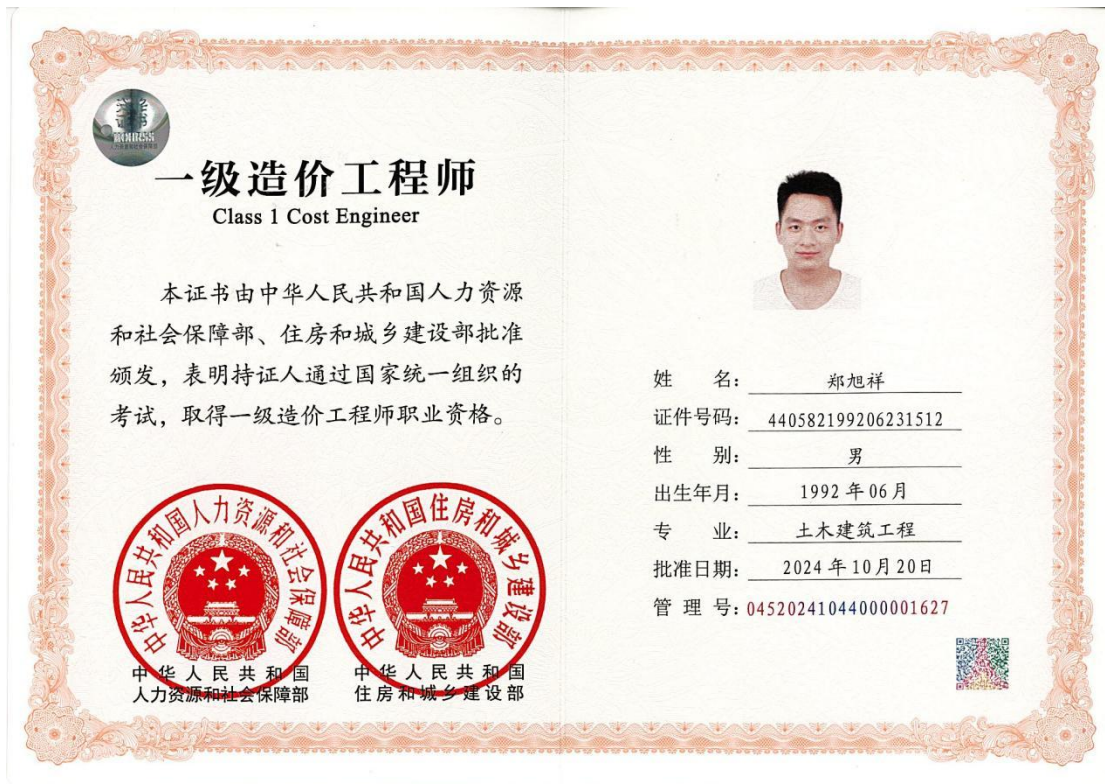 一级造价工程师
Class 1 Cost Engineer
本证书由中华人民共和国人力资源
和社会保障部、住房和城乡建设部批准
颁发，表明持证人通过国家统一组织的
考试，取得一级造价工程师职业资格。
中华人民共和国人力资源和社会保障部
中华人民共和国住房和城乡建设部
中华人民共和国
人力资源和社会保障部
中华人民共和国
住房和城乡建设部
姓 名： 郑旭祥
证件号码： 440582199206231512
性 别： 男
出生年月： 1992年06月
专 业： 土木建筑工程
批准日期： 2024年10月20日
管 理 号： 04520241044000001627